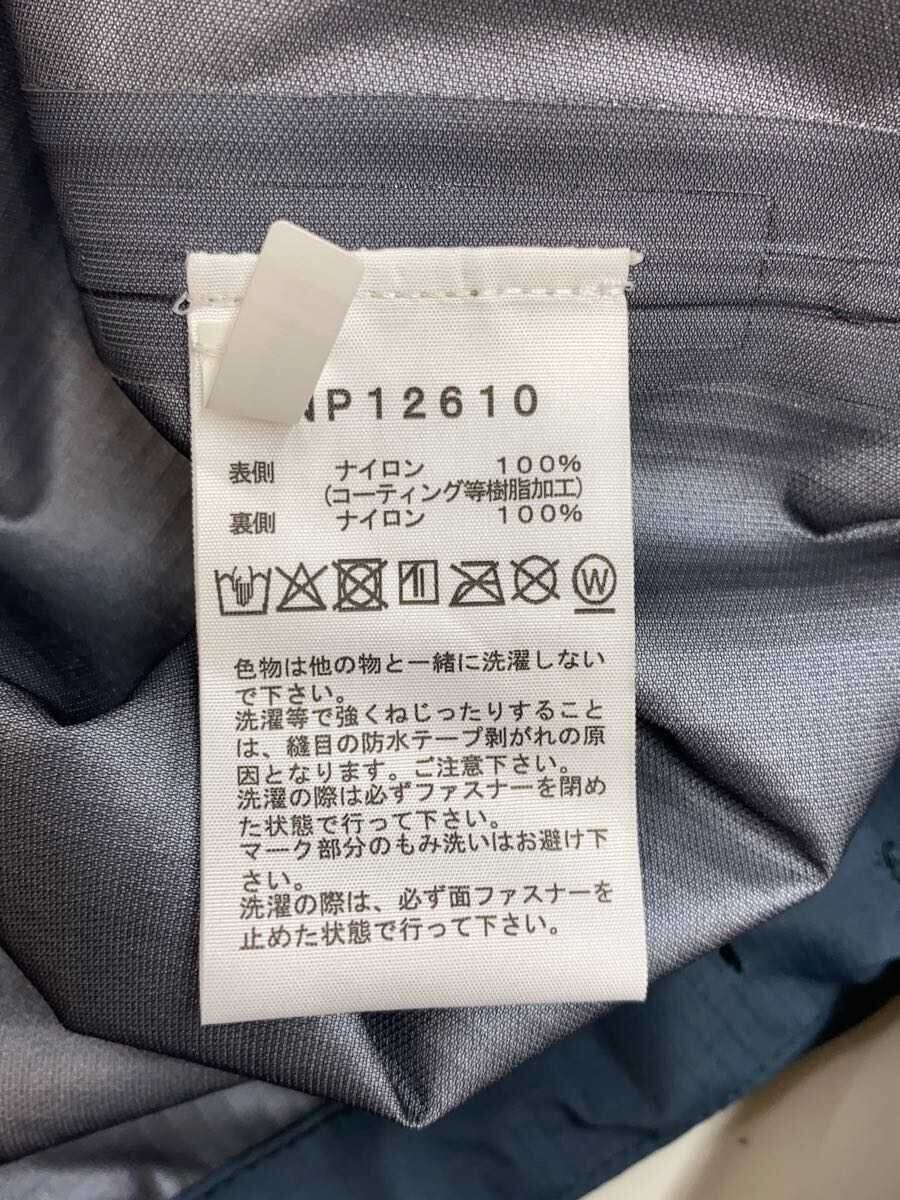 NP12610
表側 ナイロン 100%
(コーティング等樹脂加工)
裏側 ナイロン 100%
W
色物は他の物と一緒に洗濯しない
で下さい。
洗濯等で強くねじったりすること
は、縫目の防水テープ剥がれの原
因となります。ご注意下さい。
洗濯の際は必ずファスナーを閉め
た状態で行って下さい。
マーク部分のもみ洗いはお避け下
さい。
洗濯の際は、必ず面ファスナーを
止めた状態で行って下さい。